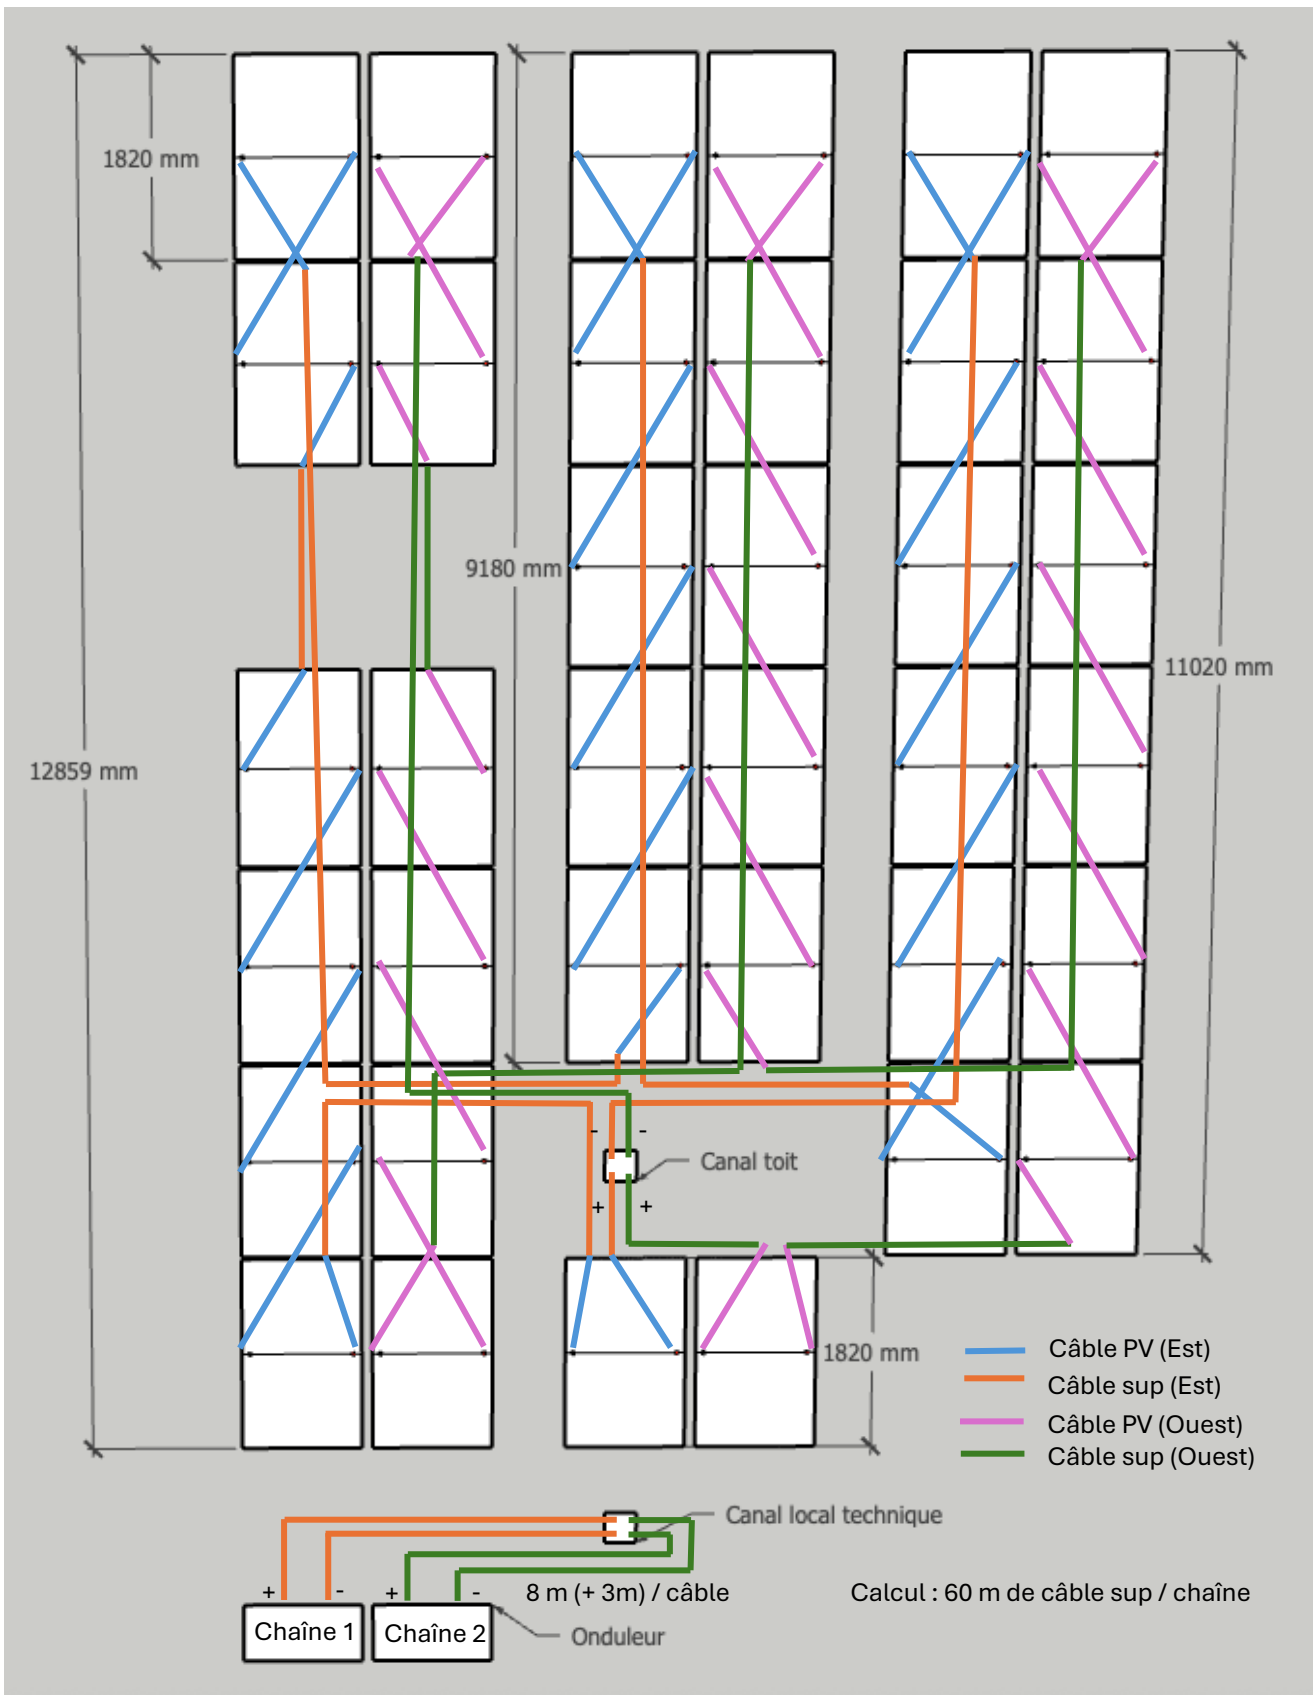 1820 mm
9180 mm
11020 mm
12859 mm
-
-
Canal toit
+
+
1820 mm
Câble PV (Est)
Câble sup (Est)
Câble PV (Ouest)
Câble sup (Ouest)
Canal local technique
+
-
+
-
8 m (+ 3m) / câble
Calcul : 60 m de câble sup / chaîne
Chaîne 1
Chaîne 2
Onduleur